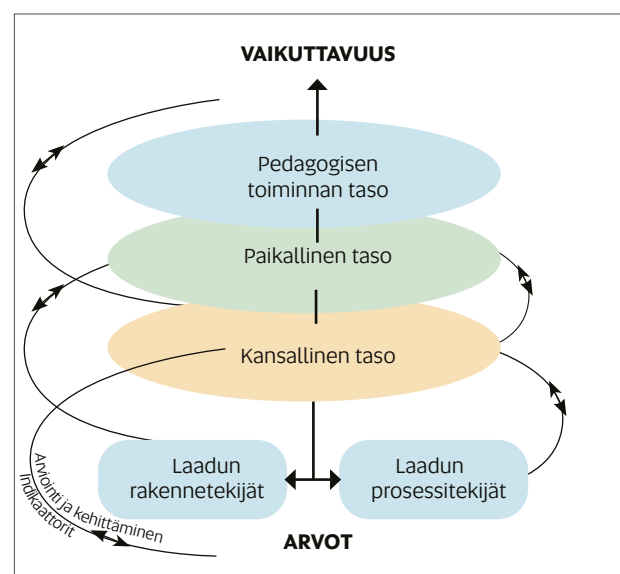 VAIKUTTAVUUS
Pedagogisen
toiminnan taso
Paikallinen taso
Kansallinen taso
Laadun
rakennetekijät
Laadun
prosessitekijät
Arviointi ja kehittäminen
Indikaattorit
ARVOT